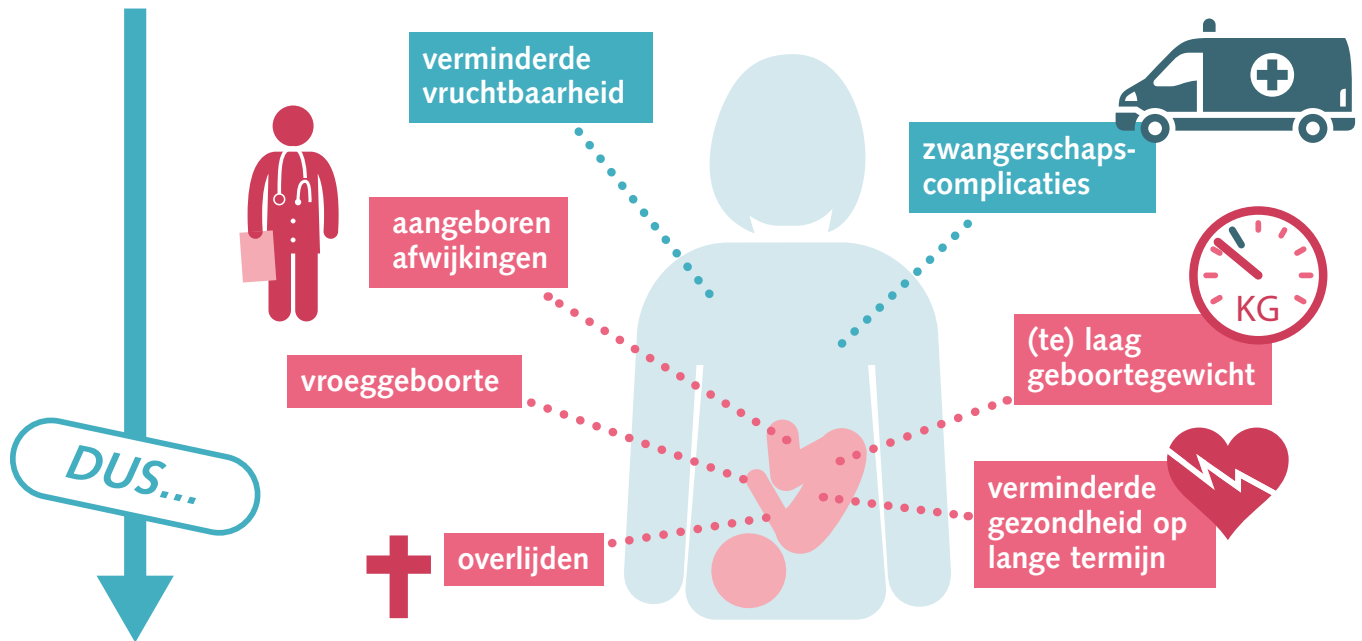 verminderde
vruchtbaarheid
zwangerschaps-
complicaties
aangeboren
afwijkingen
KG
(te) laag
geboortegewicht
vroeggeboorte
DUS...
verminderde
gezondheid op
lange termijn
overlijden